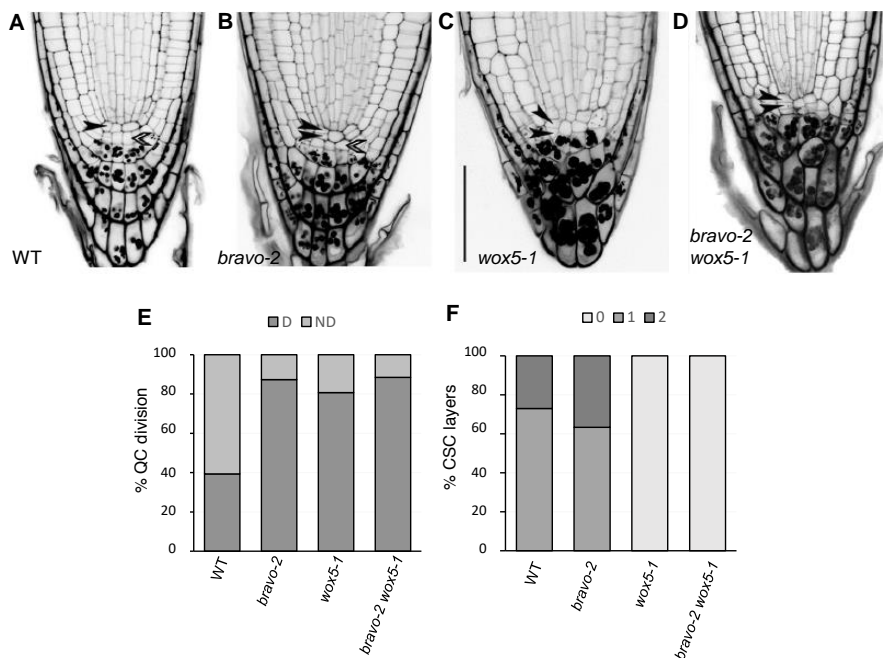 A
B
C
D
WT
bravo-2
wox5-1
bravo-2
wox5-1
E
D ND
% QC division
100
80
60
40
20
0
WT
bravo-2
wox5-1
bravo-2 wox5-1
F
0 1 2
% CSC layers
100
80
60
40
20
0
WT
bravo-2
wox5-1
bravo-2 wox5-1